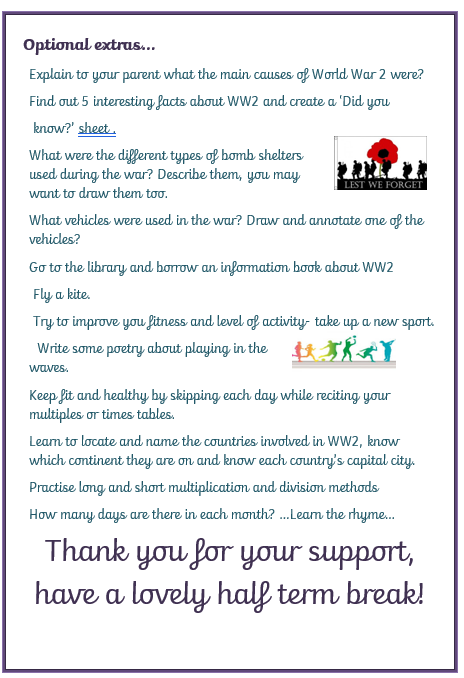 Optional extras...
Explain to your parent what the main causes of World War 2 were?
Find out 5 interesting facts about WW2 and create a ‘Did you
know?’ sheet .
What were the different types of bomb shelters
used during the war? Describe them, you may
want to draw them too.
LEST WE FORGET
What vehicles were used in the war? Draw and annotate one of the
vehicles?
Go to the library and borrow an information book about WW2
Fly a kite.
Try to improve you fitness and level of activity- take up a new sport.
Write some poetry about playing in the
waves.
Keep fit and healthy by skipping each day while reciting your
multiples or times tables.
Learn to locate and name the countries involved in WW2, know
which continent they are on and know each country’s capital city.
Practise long and short multiplication and division methods
How many days are there in each month? ...Learn the rhyme...
Thank you for your support,
have a lovely half term break!